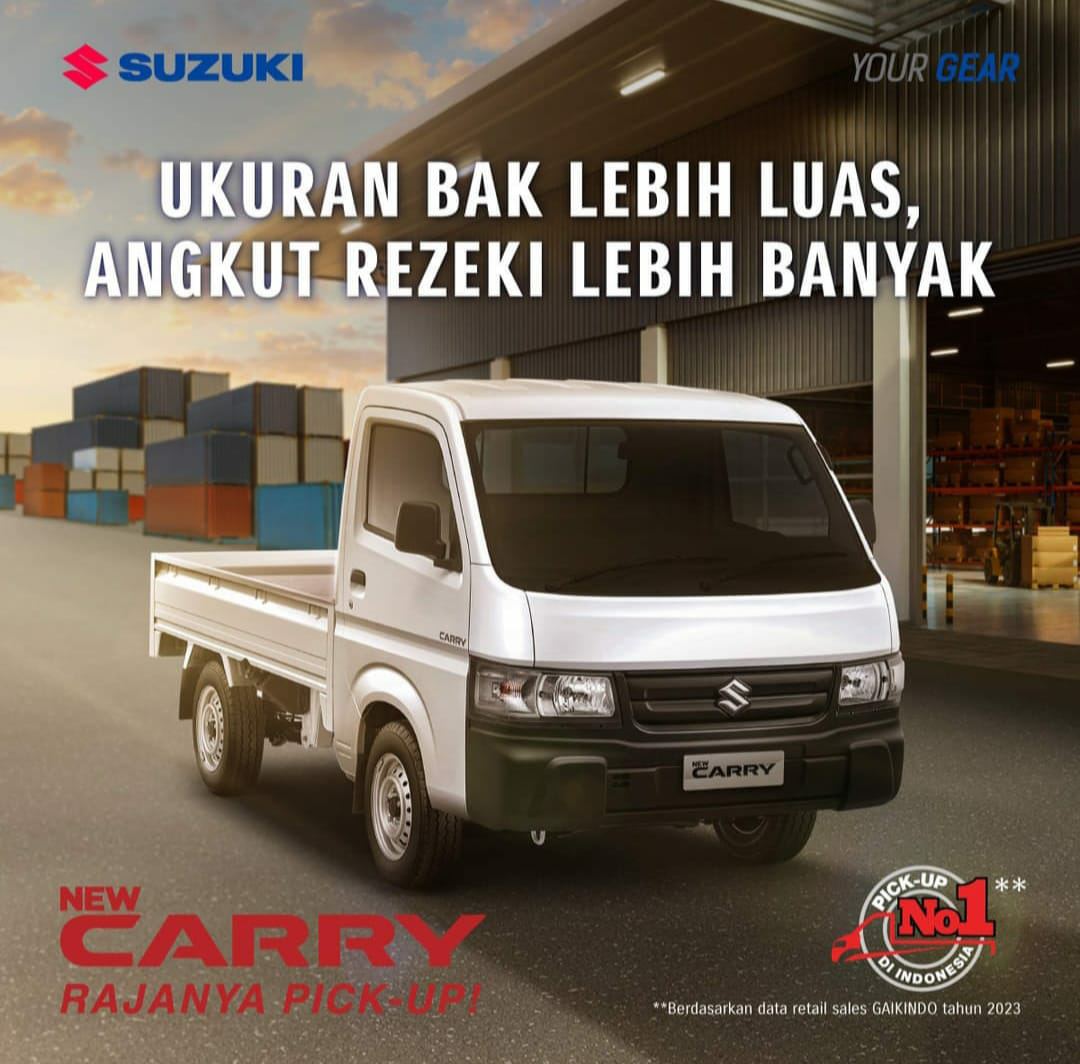 SUZUKI
YOUR GEAR
UKURAN BAK LEBIH LUAS,
ANGKUT REZEKI LEBIH BANYAK
CARRY
NEW
CARRY
NEW
CARRY
RAJANYA PICK-UP!
PICK-UP
No1**
DI INDONESIA
**Berdasarkan data retail sales GAIKINDO tahun 2023